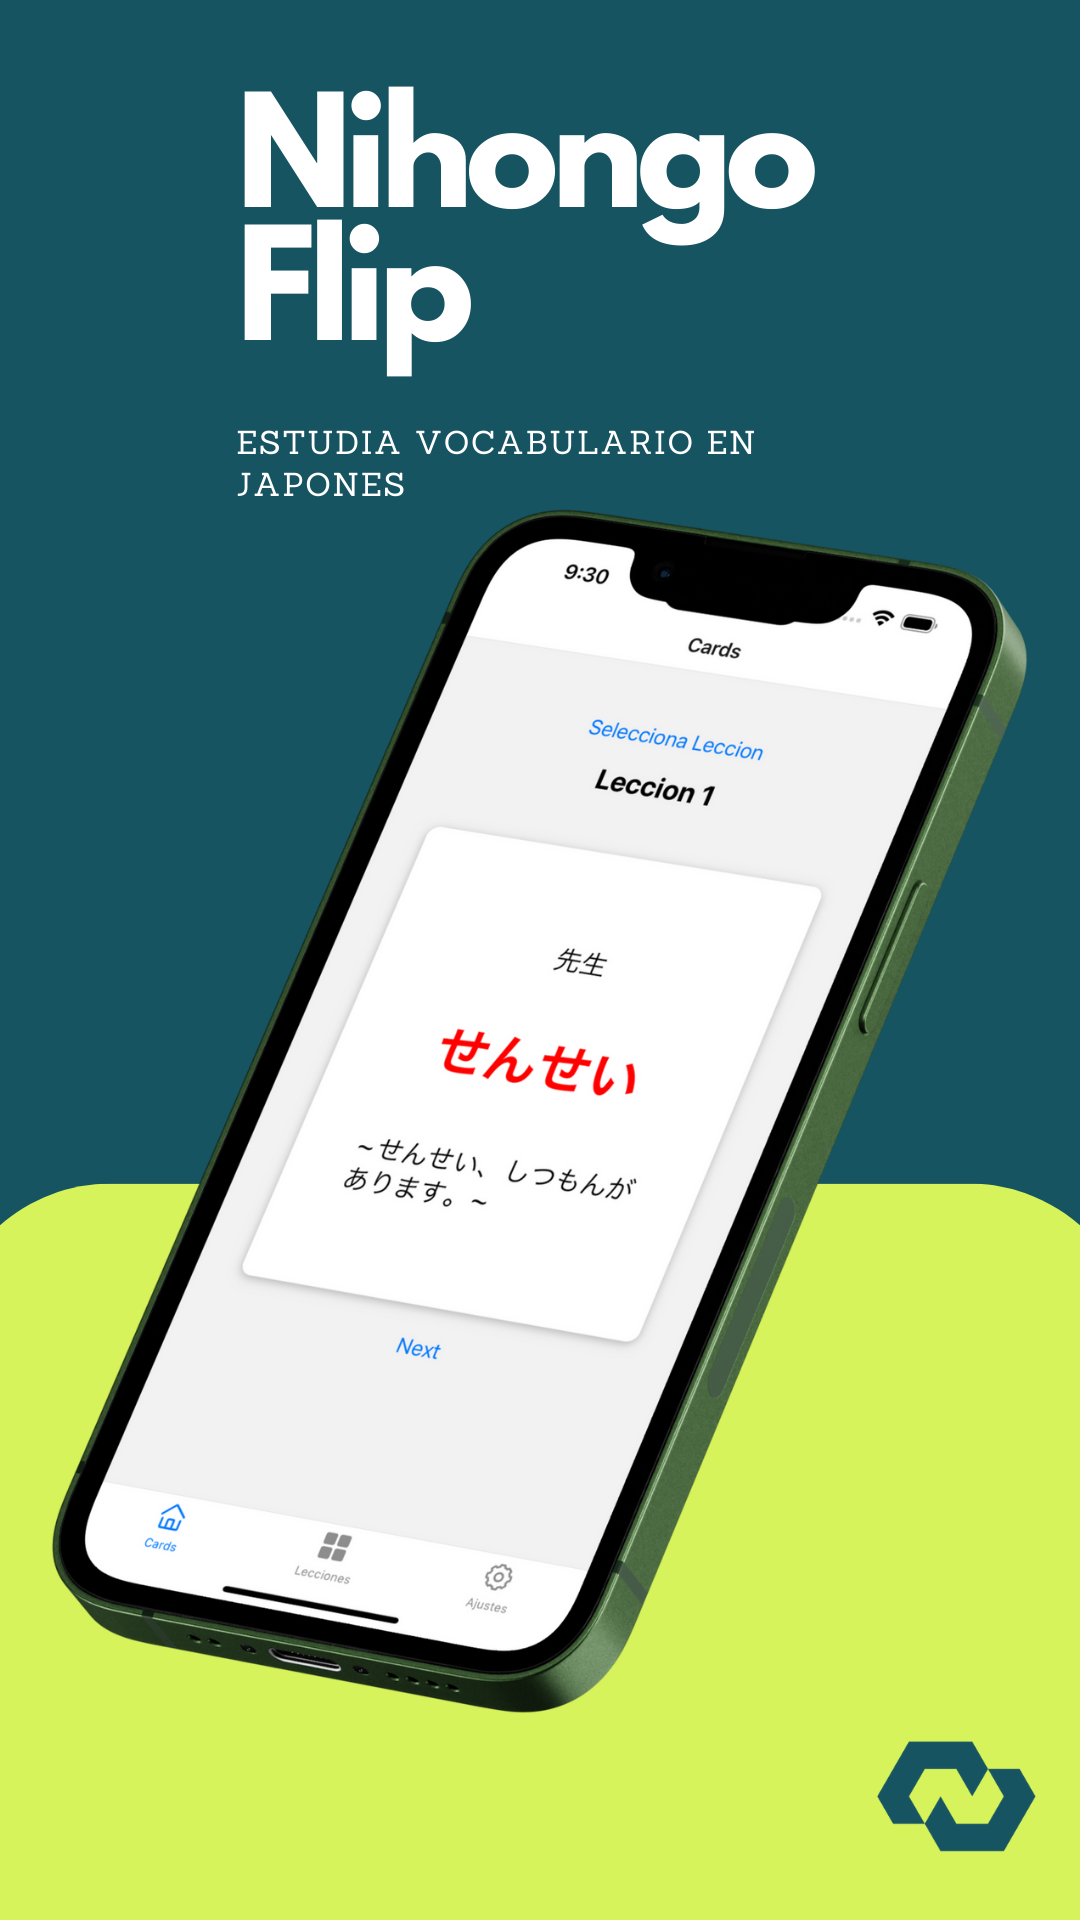 Nihongo
Flip
ESTUDIA VOCABULARIO EN
JAPONES
9:30
Cards
Selecciona Leccion
Leccion 1
先生
せんせい
~ せんせい、しつもんが
あります。~
Next
Cards
Lecciones
Ajustes